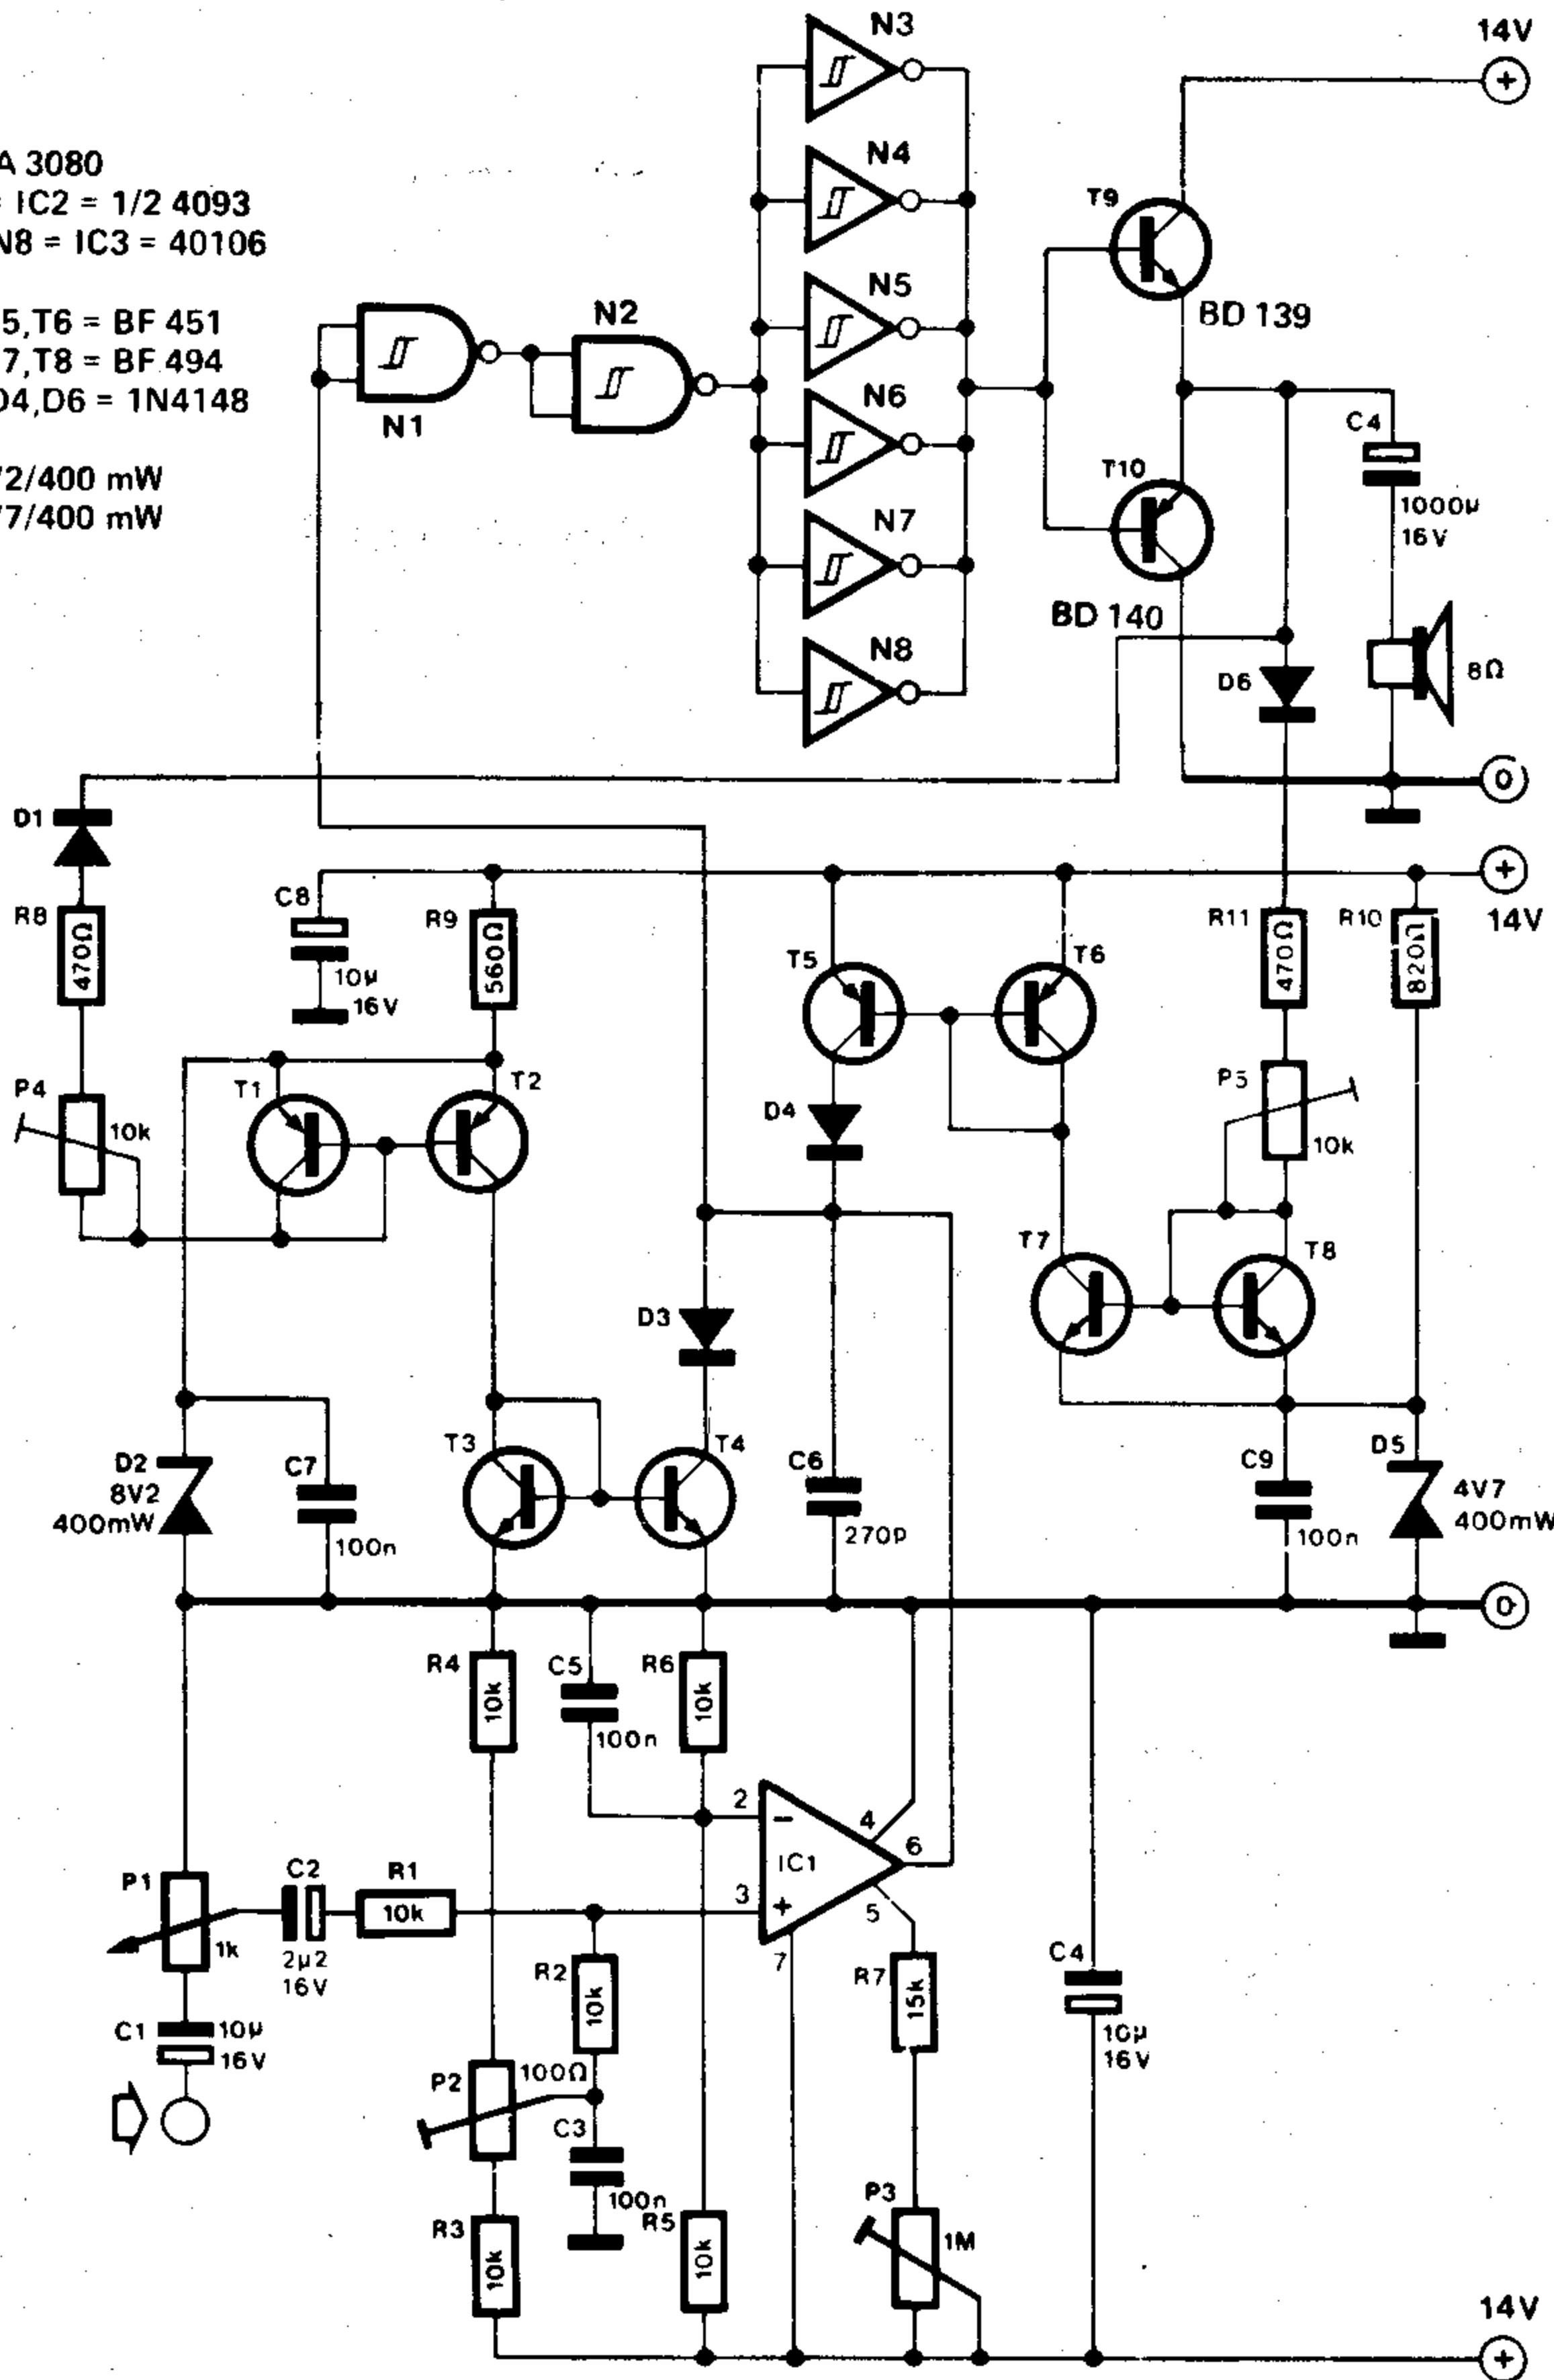 A 3080
= IC2 = 1/2 4093
N8 = IC3 = 40106
5,T6 = BF 451
7,T8 = BF 494
D4,D6 = 1N4148
V2/400 mW
V7/400 mW
N3
N4
N5
N6
N7
N8
N1
N2
14V
+
T9
BD 139
T10
BD 140
C4
1000µ
16V
8Ω
D6
0
D1
R8
470Ω
C8
10µ
16V
R9
560Ω
T5
T6
R11
470Ω
R10
820Ω
+
14V
P4
10k
T1
T2
D4
P5
10k
T7
T8
D3
D2
8V2
400mW
C7
100n
T3
T4
C6
270p
C9
100n
D5
4V7
400mW
0
R4
10k
C5
100n
R6
10k
2
−
4
6
IC1
3
+
5
7
P1
1k
C2
2µ2
16V
R1
10k
R2
10k
R7
15k
C4
10µ
16V
C1
10µ
16V
P2
100Ω
C3
100n
R3
10k
R5
10k
P3
1M
14V
+